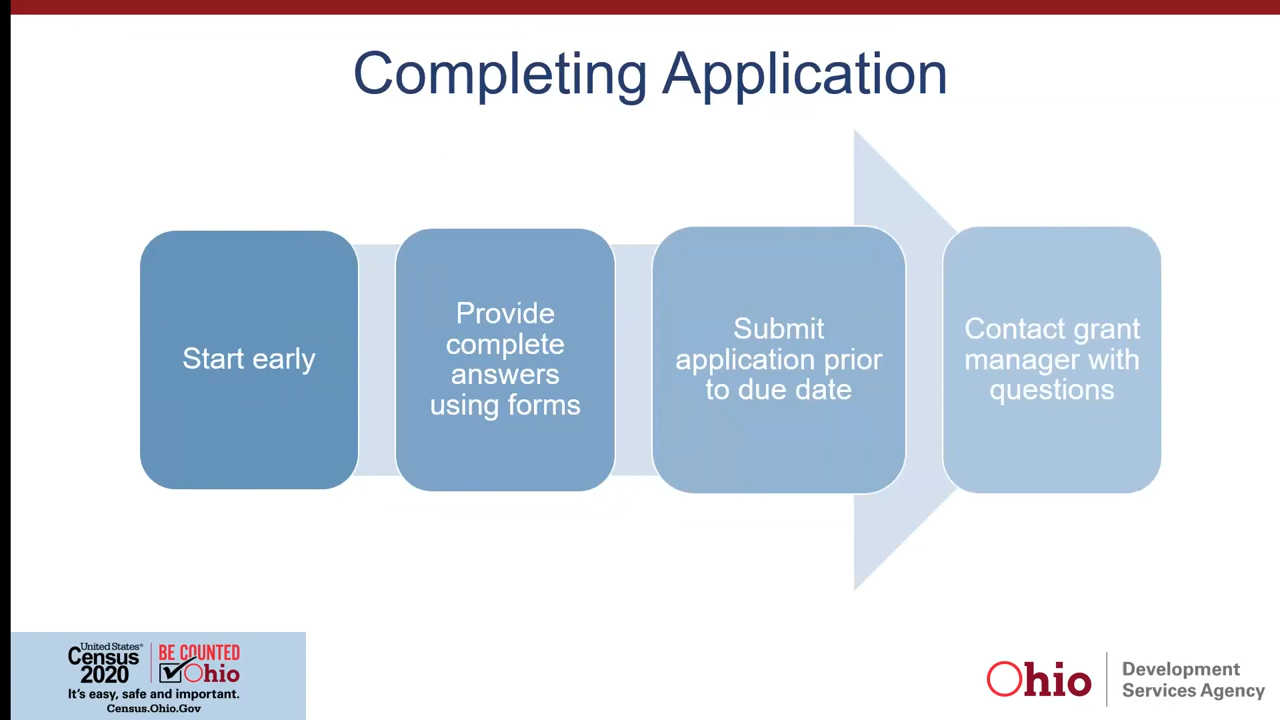 Completing Application
Start early
Provide
complete
answers
using forms
Submit
application prior
to due date
Contact grant
manager with
questions
United States®
Census
2020
BE COUNTED
Ohio
It's easy, safe and important.
Census.Ohio.Gov
Ohio
Development
Services Agency